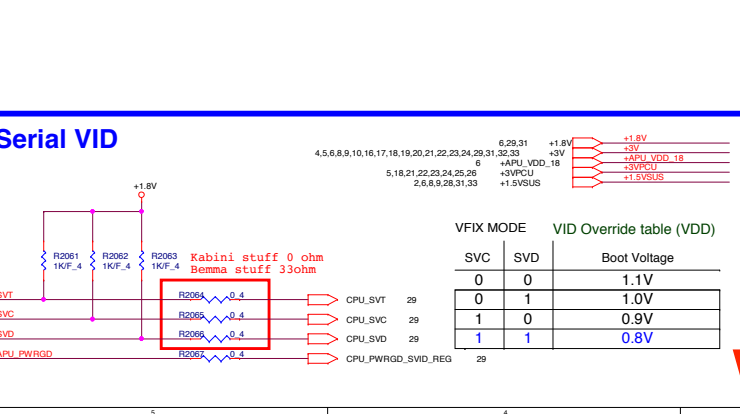 Serial VID
6,29,31 +1.8V +1.8V
4,5,6,8,9,10,16,17,18,19,20,21,22,23,24,29,31,32,33 +3V +3V
6 +APU_VDD_18 +APU_VDD_18
5,18,21,22,23,24,25,26 +3VPCU +3VPCU
2,6,8,9,28,31,33 +1.5VSUS +1.5VSUS
+1.8V
VFIX MODE VID Override table (VDD)
R2061 R2062 R2063
1K/F_4 1K/F_4 1K/F_4
Kabini stuff 0 ohm
Bemma stuff 33ohm
SVC SVD Boot Voltage
0 0 1.1V
0 1 1.0V
1 0 0.9V
1 1 0.8V
SVT R2064 0_4 CPU_SVT 29
SVC R2065 0_4 CPU_SVC 29
SVD R2066 0_4 CPU_SVD 29
APU_PWRGD R2067 0_4 CPU_PWRGD_SVID_REG 29
5 4